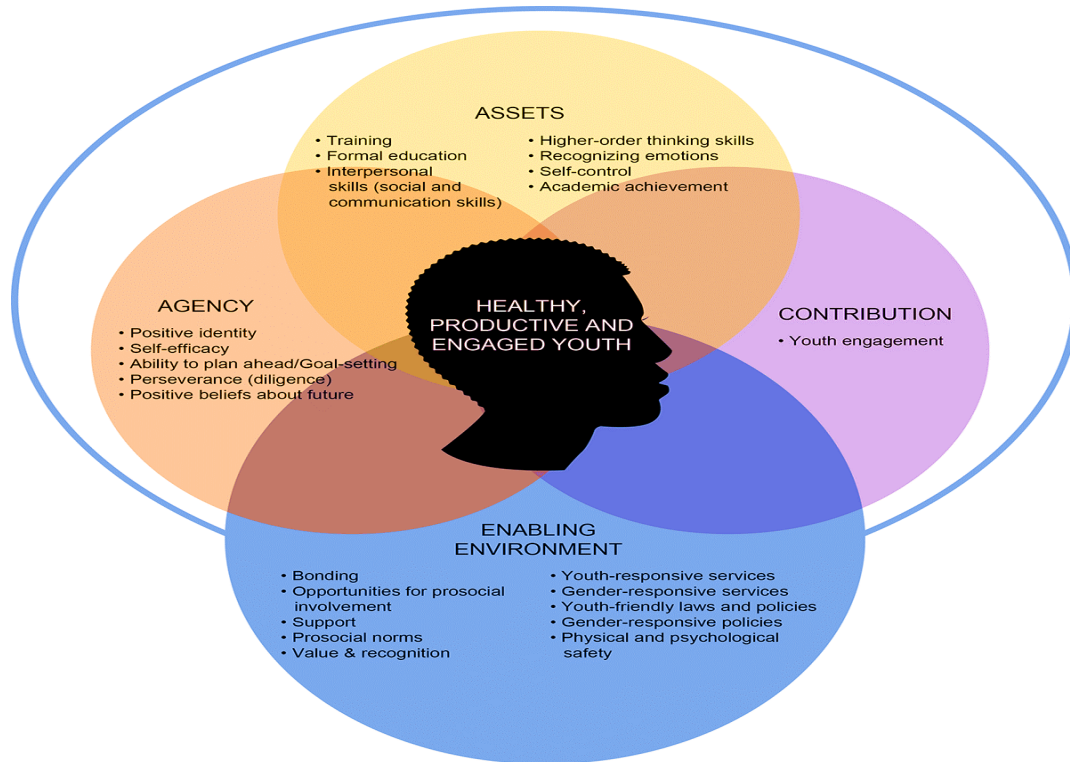 ASSETS
• Training
• Formal education
• Interpersonal
skills (social and
communication skills)
• Higher-order thinking skills
• Recognizing emotions
• Self-control
• Academic achievement
AGENCY
• Positive identity
• Self-efficacy
• Ability to plan ahead/Goal-setting
• Perseverance (diligence)
• Positive beliefs about future
HEALTHY,
PRODUCTIVE AND
ENGAGED YOUTH
CONTRIBUTION
• Youth engagement
ENABLING
ENVIRONMENT
• Bonding
• Opportunities for prosocial
involvement
• Support
• Prosocial norms
• Value & recognition
• Youth-responsive services
• Gender-responsive services
• Youth-friendly laws and policies
• Gender-responsive policies
• Physical and psychological
safety